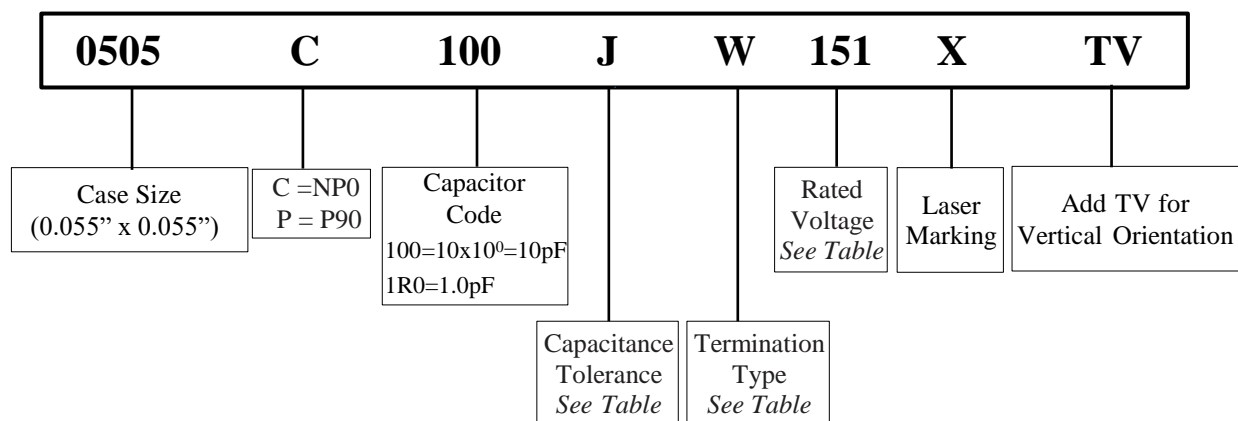 0505 C 100 J W 151 X TV
Case Size
(0.055” x 0.055”)
C =NP0
P = P90
Capacitor
Code
100=10x10⁰=10pF
1R0=1.0pF
Capacitance
Tolerance
See Table
Termination
Type
See Table
Rated
Voltage
See Table
Laser
Marking
Add TV for
Vertical Orientation